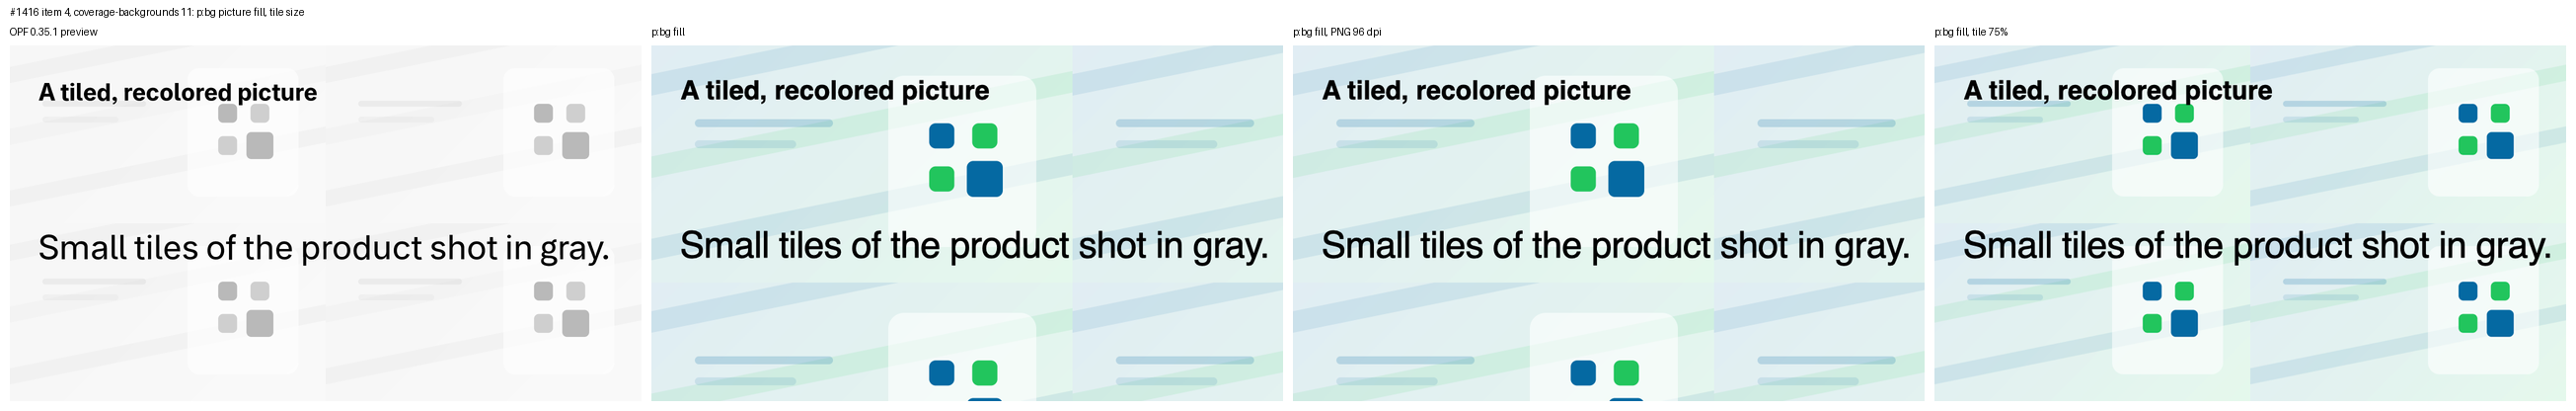 #1416 item 4, coverage-backgrounds 11: p:bg picture fill, tile size
OPF 0.35.1 preview
p:bg fill
p:bg fill, PNG 96 dpi
p:bg fill, tile 75%
A tiled, recolored picture
A tiled, recolored picture
A tiled, recolored picture
A tiled, recolored picture
Small tiles of the product shot in gray.
Small tiles of the product shot in gray.
Small tiles of the product shot in gray.
Small tiles of the product shot in gray.